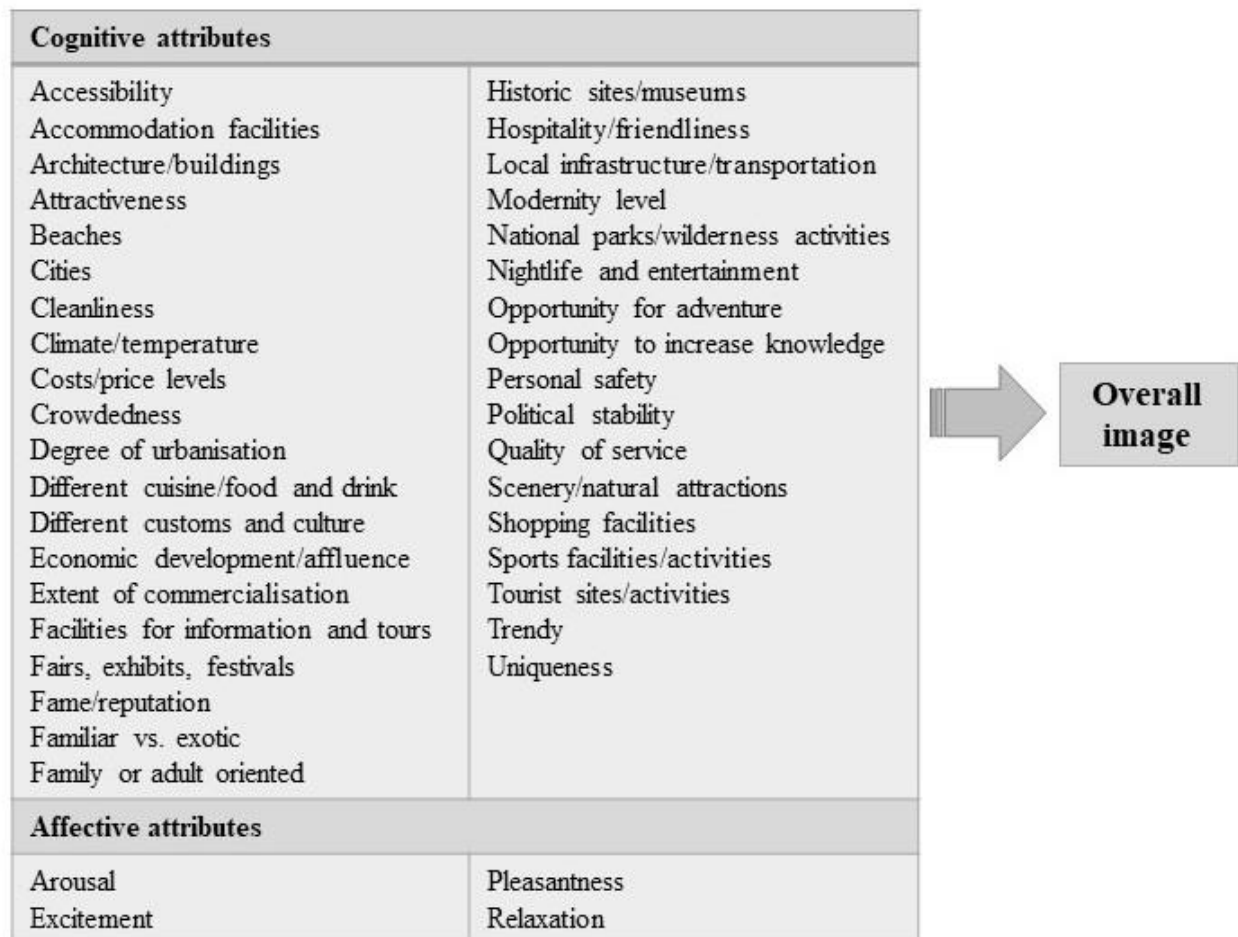 Cognitive attributes
Accessibility
Accommodation facilities
Architecture/buildings
Attractiveness
Beaches
Cities
Cleanliness
Climate/temperature
Costs/price levels
Crowdedness
Degree of urbanisation
Different cuisine/food and drink
Different customs and culture
Economic development/affluence
Extent of commercialisation
Facilities for information and tours
Fairs, exhibits, festivals
Fame/reputation
Familiar vs. exotic
Family or adult oriented
Historic sites/museums
Hospitality/friendliness
Local infrastructure/transportation
Modernity level
National parks/wilderness activities
Nightlife and entertainment
Opportunity for adventure
Opportunity to increase knowledge
Personal safety
Political stability
Quality of service
Scenery/natural attractions
Shopping facilities
Sports facilities/activities
Tourist sites/activities
Trendy
Uniqueness
Affective attributes
Arousal
Excitement
Pleasantness
Relaxation
Overall
image